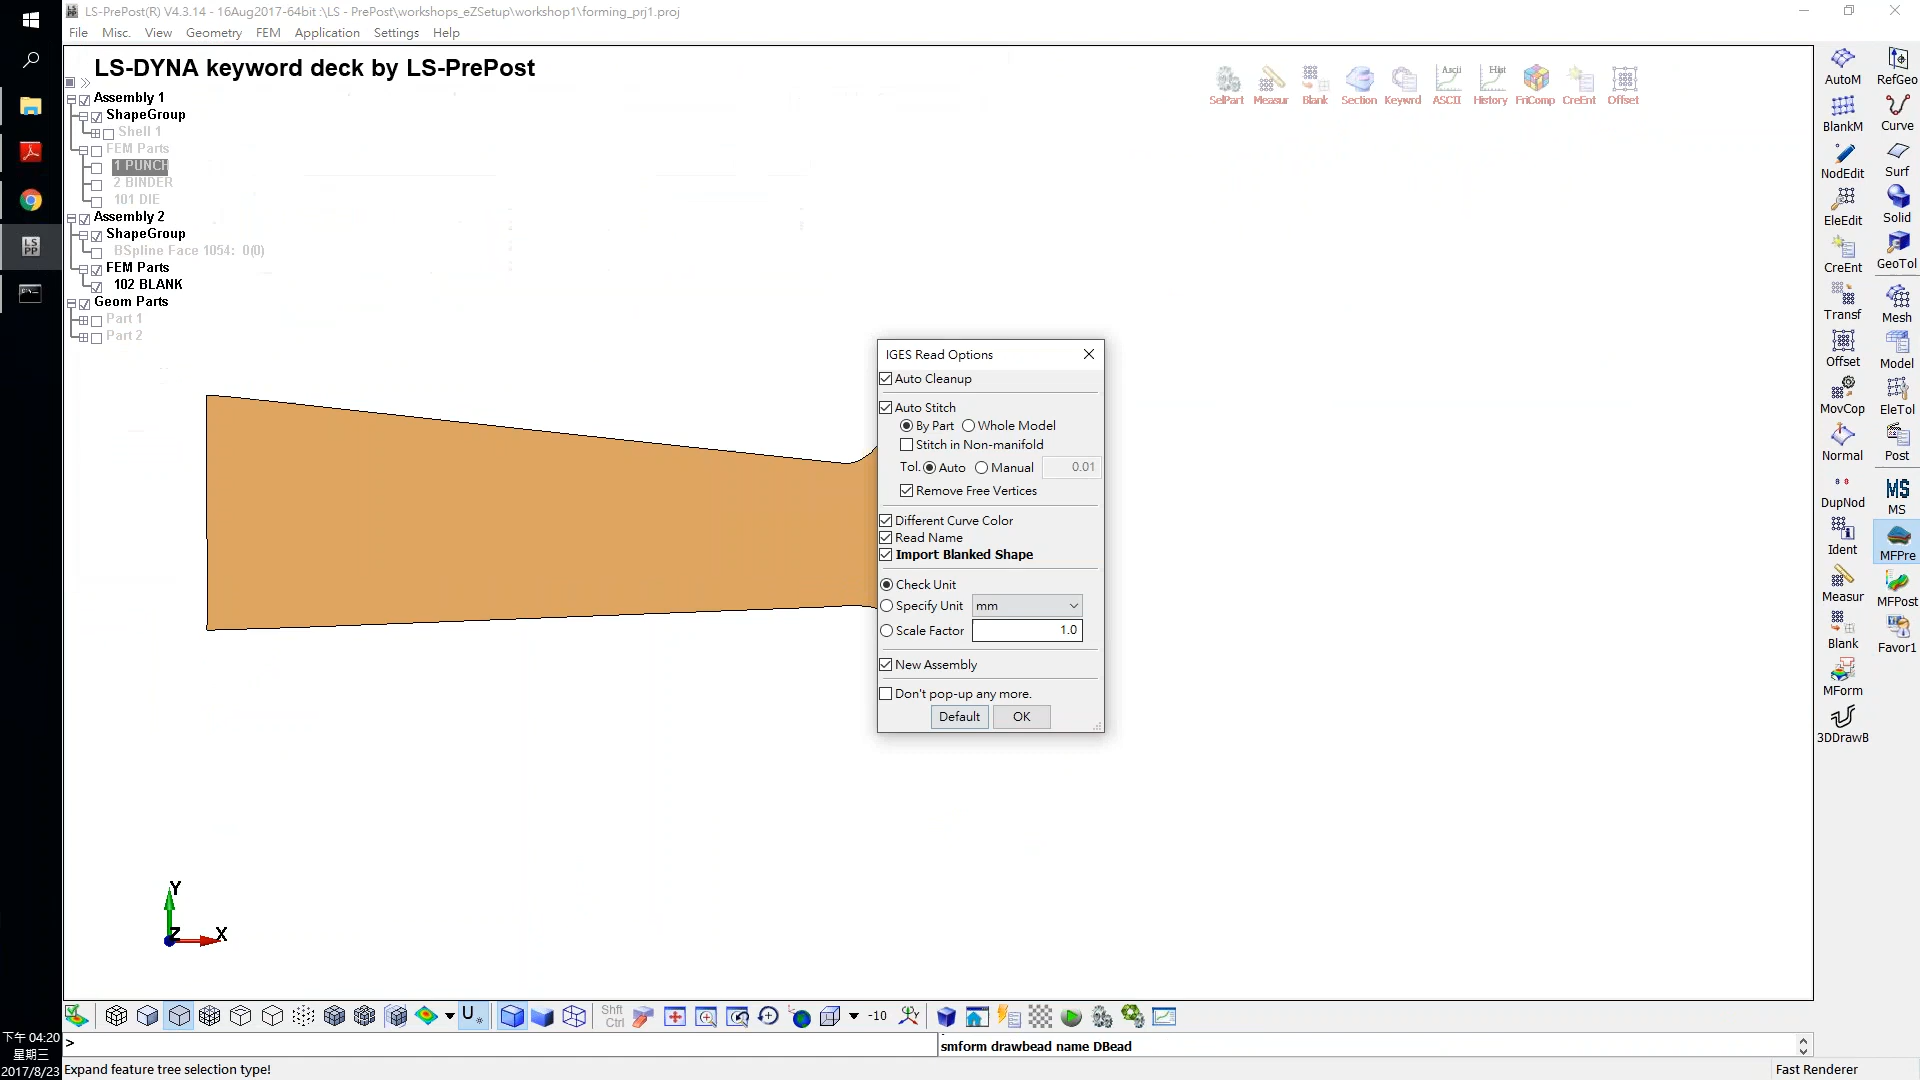 LS-PrePost(R) V4.3.14 - 16Aug2017-64bit :\LS - PrePost\workshops_eZSetup\workshop1\forming_prj1.proj
File Misc. View Geometry FEM Application Settings Help
LS-DYNA keyword deck by LS-PrePost
Assembly 1
ShapeGroup
Shell 1
FEM Parts
1 PUNCH
2 BINDER
101 DIE
Assembly 2
ShapeGroup
BSpline Face 1054: 0(0)
FEM Parts
102 BLANK
Geom Parts
Part 1
Part 2
Ascii Hist
SelPart Measur Blank Section Keywrd ASCII History FriComp CreEnt Offset
IGES Read Options
Auto Cleanup
Auto Stitch
By Part Whole Model
Stitch in Non-manifold
Tol. Auto Manual 0.01
Remove Free Vertices
Different Curve Color
Read Name
Import Blanked Shape
Check Unit
Specify Unit mm
Scale Factor 1.0
New Assembly
Don't pop-up any more.
Default OK
AutoM RefGeo
BlankM Curve
NodEdit Surf
EleEdit Solid
CreEnt GeoTol
Transf Mesh
Offset Model
MovCop EleTol
Normal Post
DupNod MS
MS
Ident MFPre
Measur MFPost
Blank Favor1
MForm
3DDrawB
Y
Z X
LS
PP
U
Shft
Ctrl
-10
>
smform drawbead name DBead
下午 04:20
星期三
2017/8/23
Expand feature tree selection type!
Fast Renderer